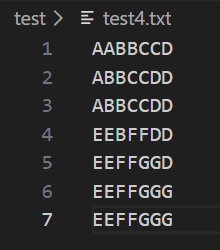 test > test4.txt
1 AABBCCD
2 ABBCCDD
3 ABBCCDD
4 EEBFFDD
5 EEFFGGD
6 EEFFGGG
7 EEFFGGG